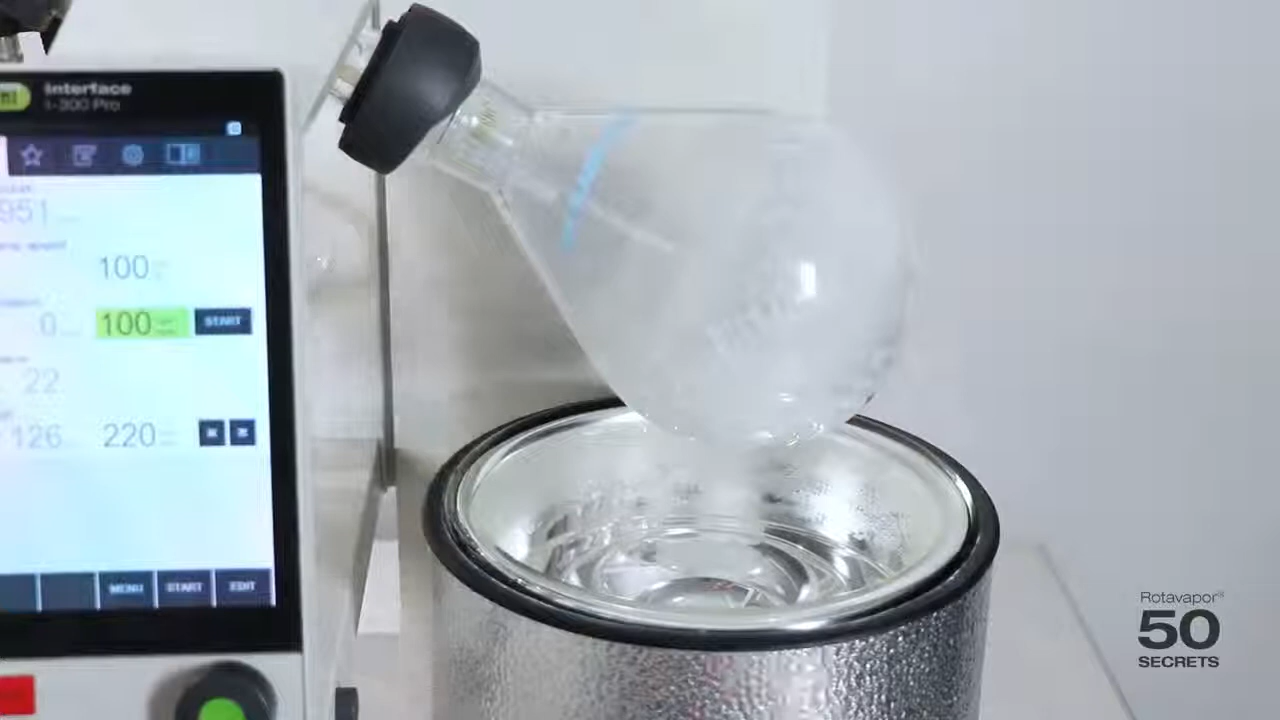 Interface
I-300 Pro
951
100
0
100
START
22
126
220
MENU
START
EDIT
Rotavapor®
50
SECRETS